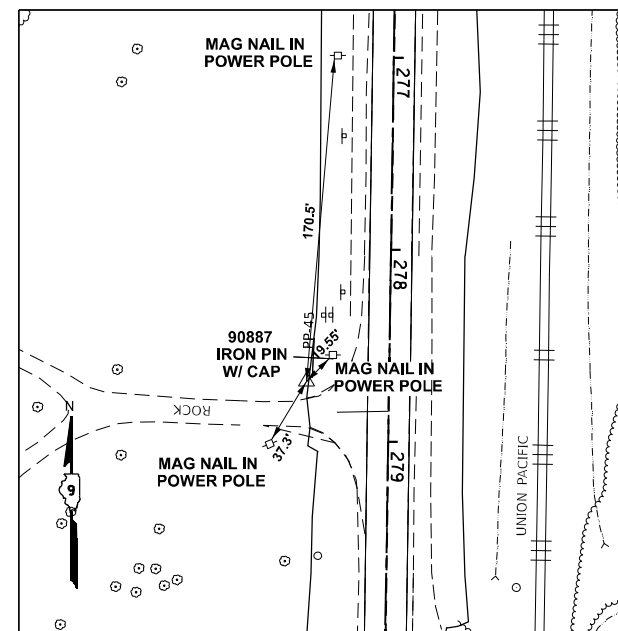 MAG NAIL IN
POWER POLE
277
170.5'
278
PP-45
90887
IRON PIN
W/ CAP
19.55'
MAG NAIL IN
POWER POLE
N
ROCK
279
37.3'
MAG NAIL IN
POWER POLE
9
UNION PACIFIC